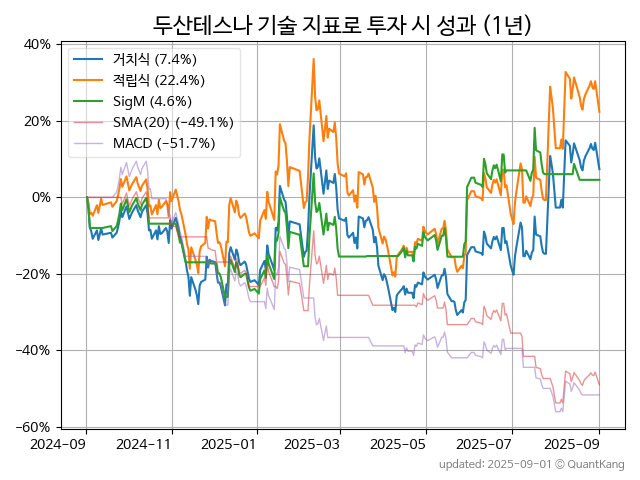 두산테스나 기술 지표로 투자 시 성과 (1년)
40%
20%
0%
−20%
−40%
−60%
거치식 (7.4%)
적립식 (22.4%)
SigM (4.6%)
SMA(20) (−49.1%)
MACD (−51.7%)
2024-09
2024-11
2025-01
2025-03
2025-05
2025-07
2025-09
updated: 2025-09-01 © QuantKang